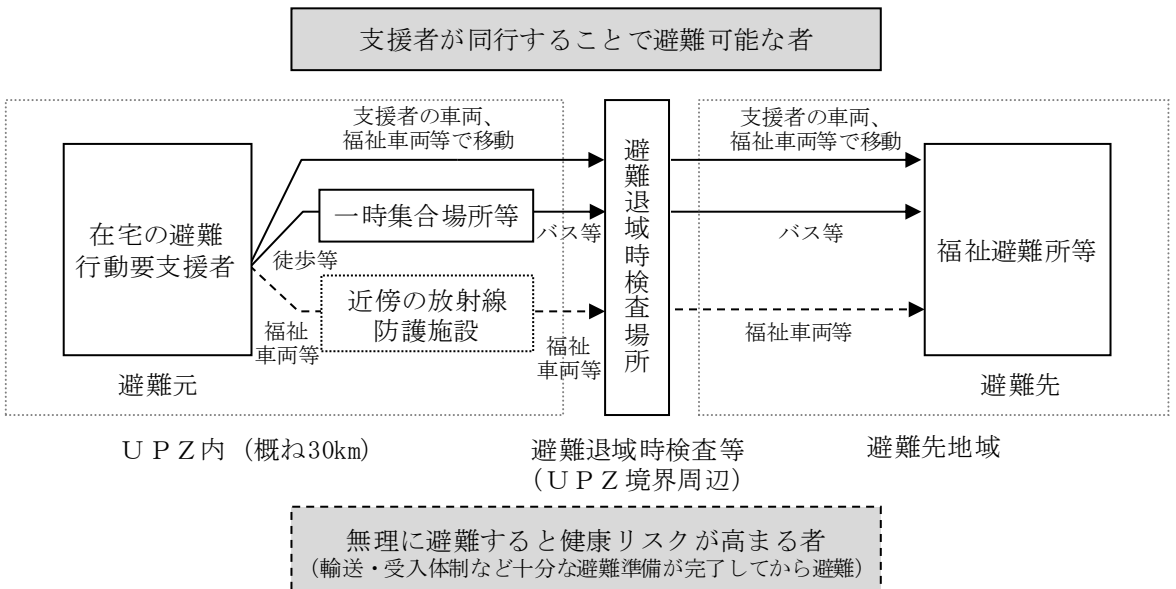 支援者が同行することで避難可能な者
支援者の車両、
福祉車両等で移動
支援者の車両、
福祉車両等で移動
在宅の避難
行動要支援者
一時集合場所等
徒歩等
バス等
近傍の放射線
防護施設
福祉
車両等
福祉
車両等
避難退域時検査場所
バス等
福祉車両等
福祉避難所等
避難元
避難先
UPZ内(概ね30km)
避難退域時検査等
(UPZ境界周辺)
避難先地域
無理に避難すると健康リスクが高まる者
(輸送・受入体制など十分な避難準備が完了してから避難)